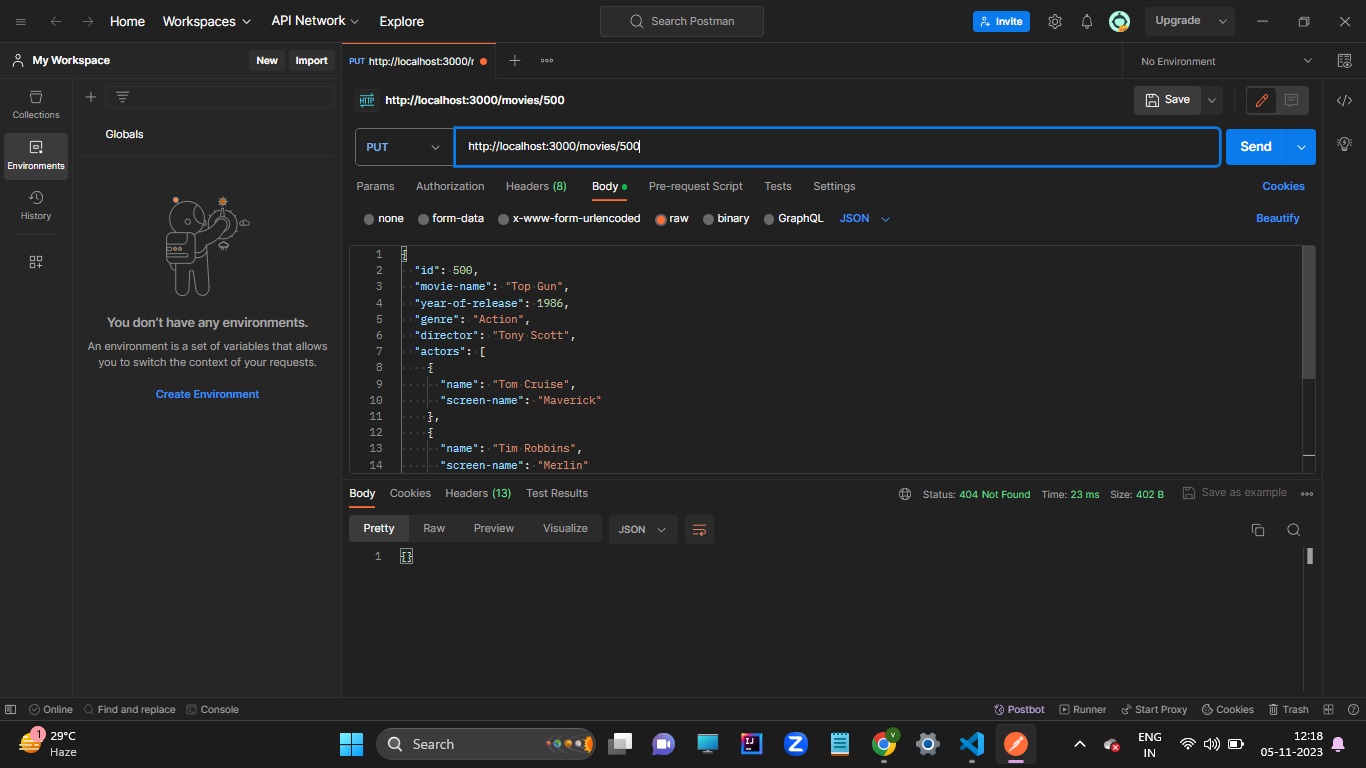 Home Workspaces API Network Explore Search Postman Invite Upgrade
My Workspace New Import PUT http://localhost:3000/r No Environment
Collections
Environments
History
Globals
You don't have any environments.
An environment is a set of variables that allows
you to switch the context of your requests.
Create Environment
HTTP http://localhost:3000/movies/500 Save
PUT http://localhost:3000/movies/500 Send
Params Authorization Headers (8) Body Pre-request Script Tests Settings Cookies
none form-data x-www-form-urlencoded raw binary GraphQL JSON Beautify
1 {
2 "id": 500,
3 "movie-name": "Top Gun",
4 "year-of-release": 1986,
5 "genre": "Action",
6 "director": "Tony Scott",
7 "actors": [
8 {
9 "name": "Tom Cruise",
10 "screen-name": "Maverick"
11 },
12 {
13 "name": "Tim Robbins",
14 "screen-name": "Merlin"
Body Cookies Headers (13) Test Results Status: 404 Not Found Time: 23 ms Size: 402 B Save as example
Pretty Raw Preview Visualize JSON
1 {}
Online Find and replace Console Postbot Runner Start Proxy Cookies Trash
1 29°C
Haze
Search
V
ENG
IN
12:18
05-11-2023